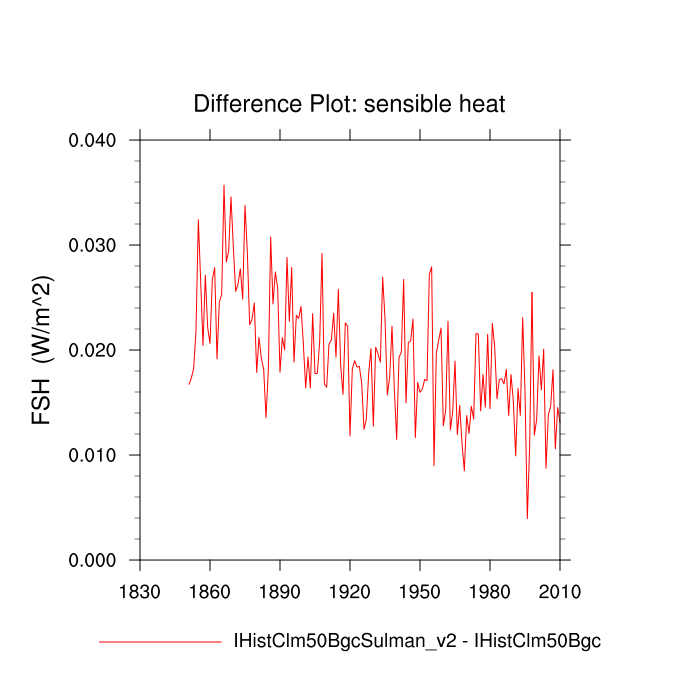 Difference Plot: sensible heat
0.040
0.030
0.020
0.010
0.000
FSH (W/m^2)
1830 1860 1890 1920 1950 1980 2010
IHistClm50BgcSulman_v2 - IHistClm50Bgc